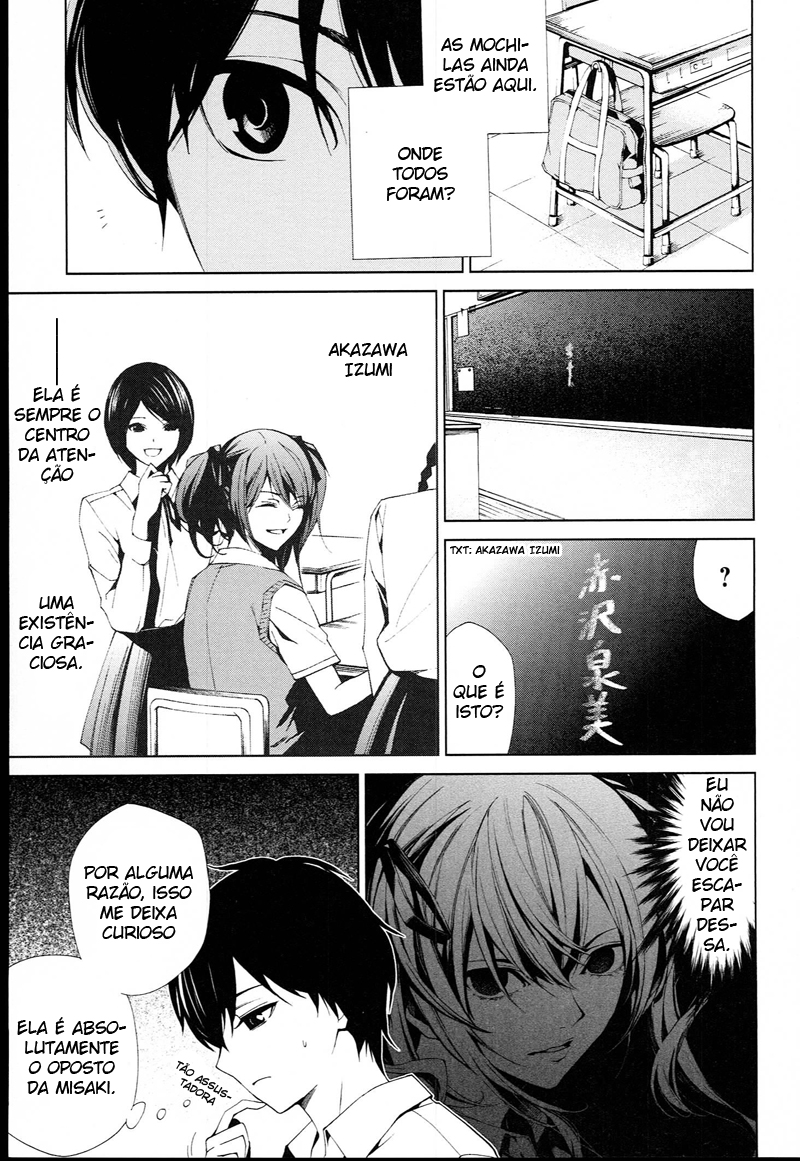 AS MOCHI-
LAS AINDA
ESTÃO AQUI.
ONDE
TODOS
FORAM?
TXT: AKAZAWA IZUMI
赤沢泉美
?
O
QUE É
ISTO?
AKAZAWA
IZUMI
ELA É
SEMPRE O
CENTRO
DA ATEN-
ÇÃO
UMA
EXISTÊN-
CIA GRA-
CIOSA.
EU
NÃO
VOU
DEIXAR
VOCÊ
ESCA-
PAR
DES-
SA.
POR ALGUMA
RAZÃO, ISSO
ME DEIXA
CURIOSO
ELA É ABSO-
LUTAMENTE
O OPOSTO
DA MISAKI.
TÃO ASSUS-
TADORA